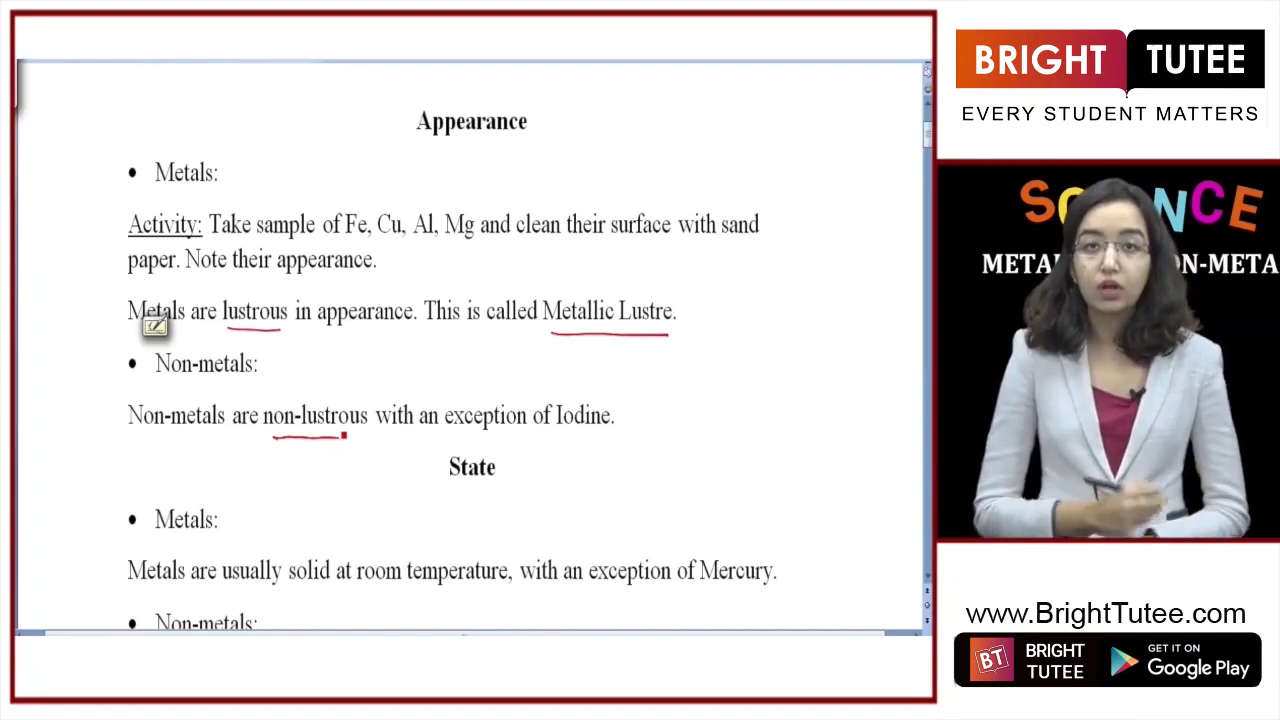 Appearance
• Metals:
Activity: Take sample of Fe, Cu, Al, Mg and clean their surface with sand
paper. Note their appearance.
Metals are lustrous in appearance. This is called Metallic Lustre.
• Non-metals:
Non-metals are non-lustrous with an exception of Iodine.
State
• Metals:
Metals are usually solid at room temperature, with an exception of Mercury.
• Non-metals:
BRIGHT TUTEE
EVERY STUDENT MATTERS
www.BrightTutee.com
BT
BRIGHT
TUTEE
GET IT ON
Google Play